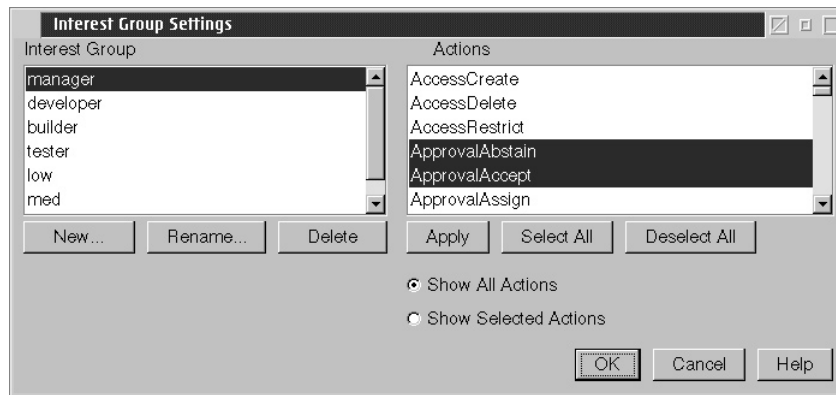 Interest Group Settings
Interest Group
Actions
manager
developer
builder
tester
low
med
AccessCreate
AccessDelete
AccessRestrict
ApprovalAbstain
ApprovalAccept
ApprovalAssign
New... Rename... Delete
Apply Select All Deselect All
Show All Actions
Show Selected Actions
OK Cancel Help